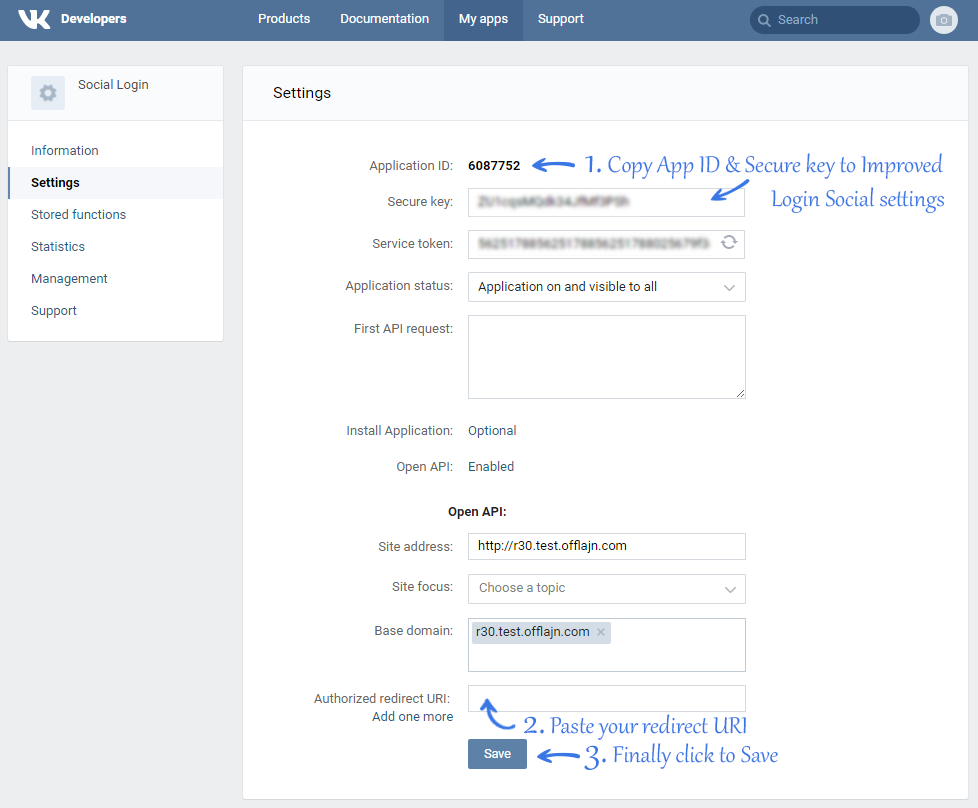 VK Developers Products Documentation My apps Support Search
Social Login
Information
Settings
Stored functions
Statistics
Management
Support
Settings
Application ID: 6087752
1. Copy App ID & Secure key to Improved
Login Social settings
Secure key:
Service token:
Application status: Application on and visible to all
First API request:
Install Application: Optional
Open API: Enabled
Open API:
Site address: http://r30.test.offlajn.com
Site focus: Choose a topic
Base domain: r30.test.offlajn.com
Authorized redirect URI:
Add one more
2. Paste your redirect URI
Save
3. Finally click to Save